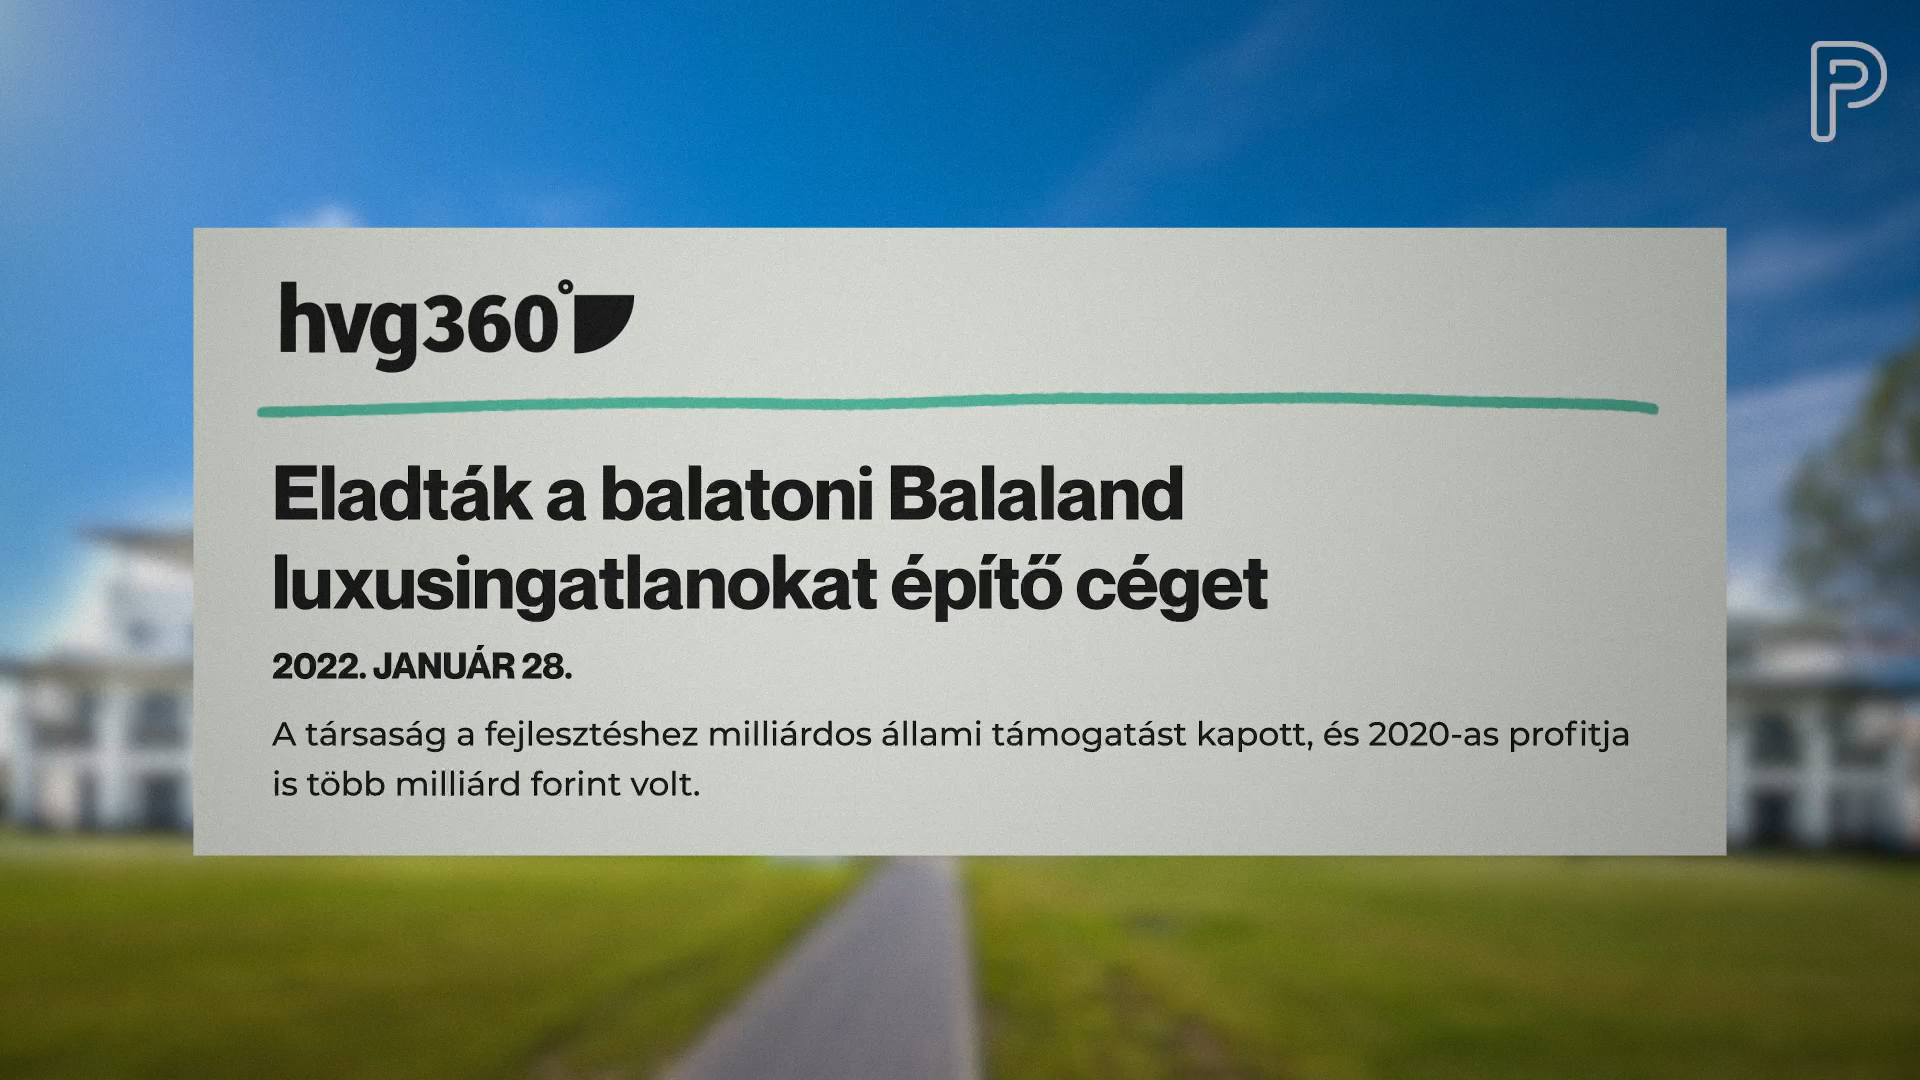 P
hvg360°
Eladták a balatoni Balaland
luxusingatlanokat építő céget
2022. JANUÁR 28.
A társaság a fejlesztéshez milliárdos állami támogatást kapott, és 2020-as profitja
is több milliárd forint volt.